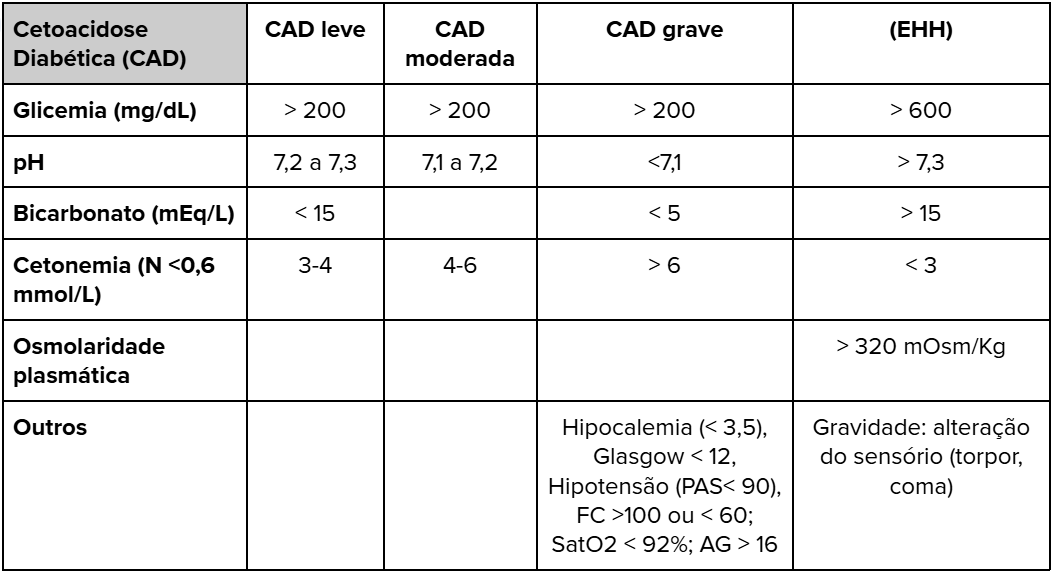 Cetoacidose Diabética (CAD) CAD leve CAD moderada CAD grave (EHH)
Glicemia (mg/dL) > 200 > 200 > 200 > 600
pH 7,2 a 7,3 7,1 a 7,2 <7,1 > 7,3
Bicarbonato (mEq/L) < 15 < 5 > 15
Cetonemia (N <0,6 mmol/L) 3-4 4-6 > 6 < 3
Osmolaridade plasmática > 320 mOsm/Kg
Outros
Hipocalemia (< 3,5),
Glasgow < 12,
Hipotensão (PAS< 90),
FC >100 ou < 60;
SatO2 < 92%; AG > 16
Gravidade: alteração
do sensório (torpor,
coma)